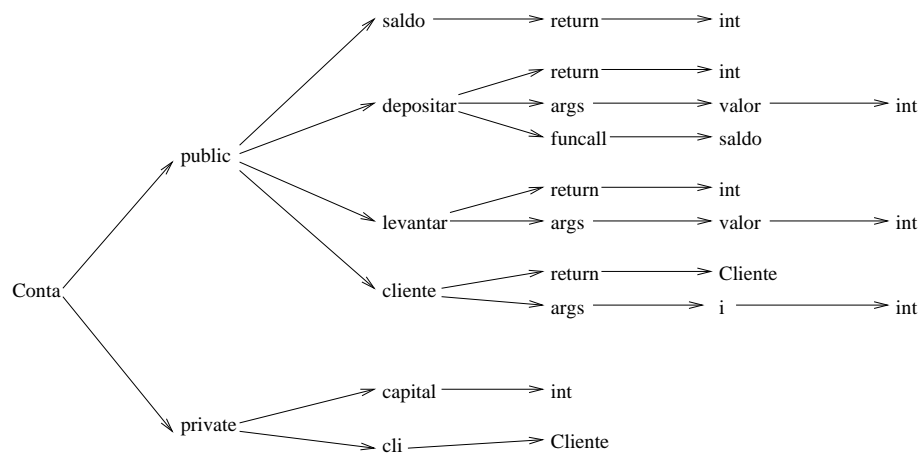 saldo return int
return int
depositar args valor int
funcall saldo
public
return int
levantar args valor int
return Cliente
Conta cliente
args i int
capital int
private
cli Cliente